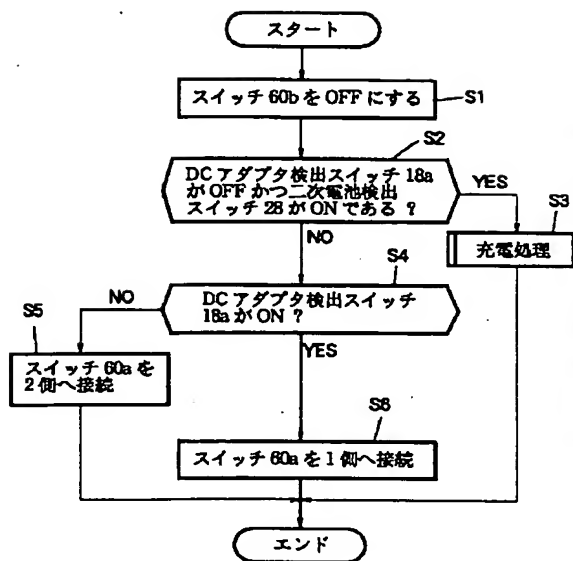 スタート
スイッチ 60b を OFF にする
S1
S2
DC アダプタ検出スイッチ 18a
が OFF かつ二次電池検出
スイッチ 28 が ON である ?
YES
S3
充電処理
NO
S4
DC アダプタ検出スイッチ
18a が ON ?
NO
S5
スイッチ 60a を
2 側へ接続
YES
S6
スイッチ 60a を 1 側へ接続
エンド